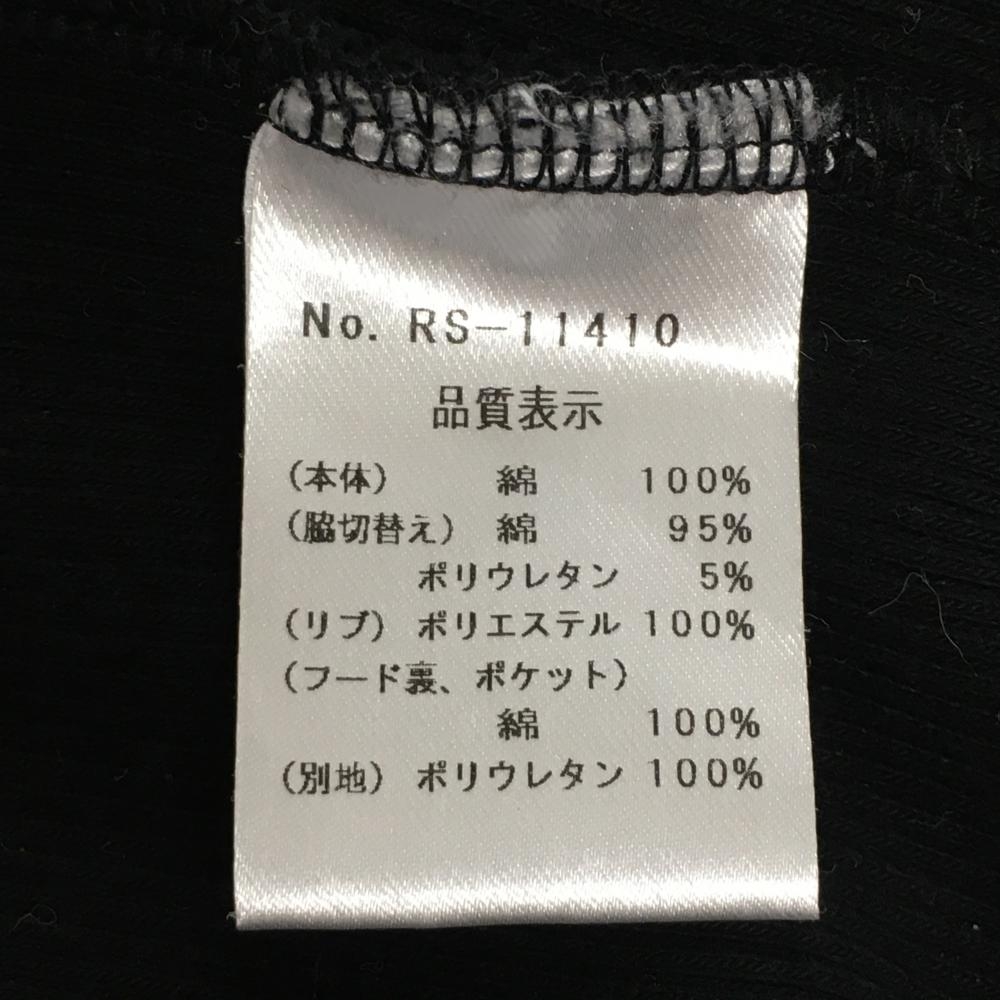 No. RS-11410
品質表示
(本体) 綿 100%
(脇切替え) 綿 95%
ポリウレタン 5%
(リブ) ポリエステル 100%
(フード裏、ポケット)
綿 100%
(別地) ポリウレタン 100%